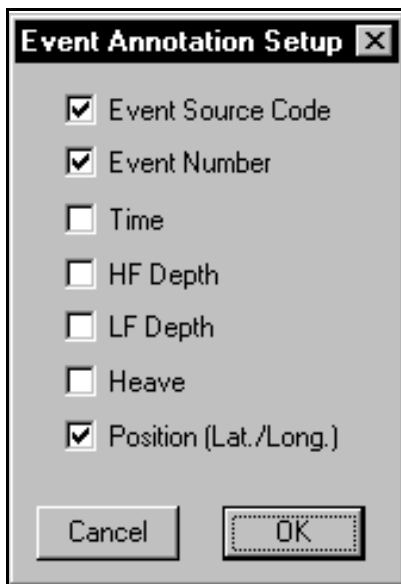 Event Annotation Setup
Event Source Code
Event Number
Time
HF Depth
LF Depth
Heave
Position (Lat./Long.)
Cancel OK